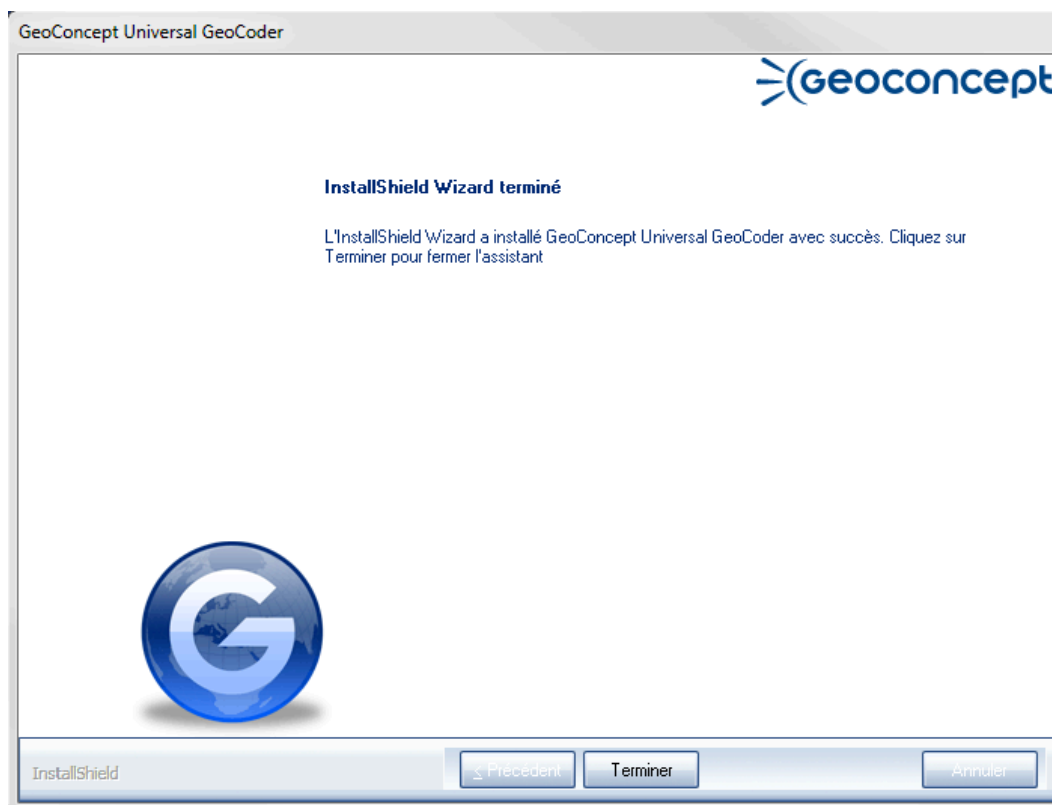 GeoConcept Universal GeoCoder
Geoconcept
InstallShield Wizard terminé
L'InstallShield Wizard a installé GeoConcept Universal GeoCoder avec succès. Cliquez sur
Terminer pour fermer l'assistant
G
InstallShield
< Précédent
Terminer
Annuler